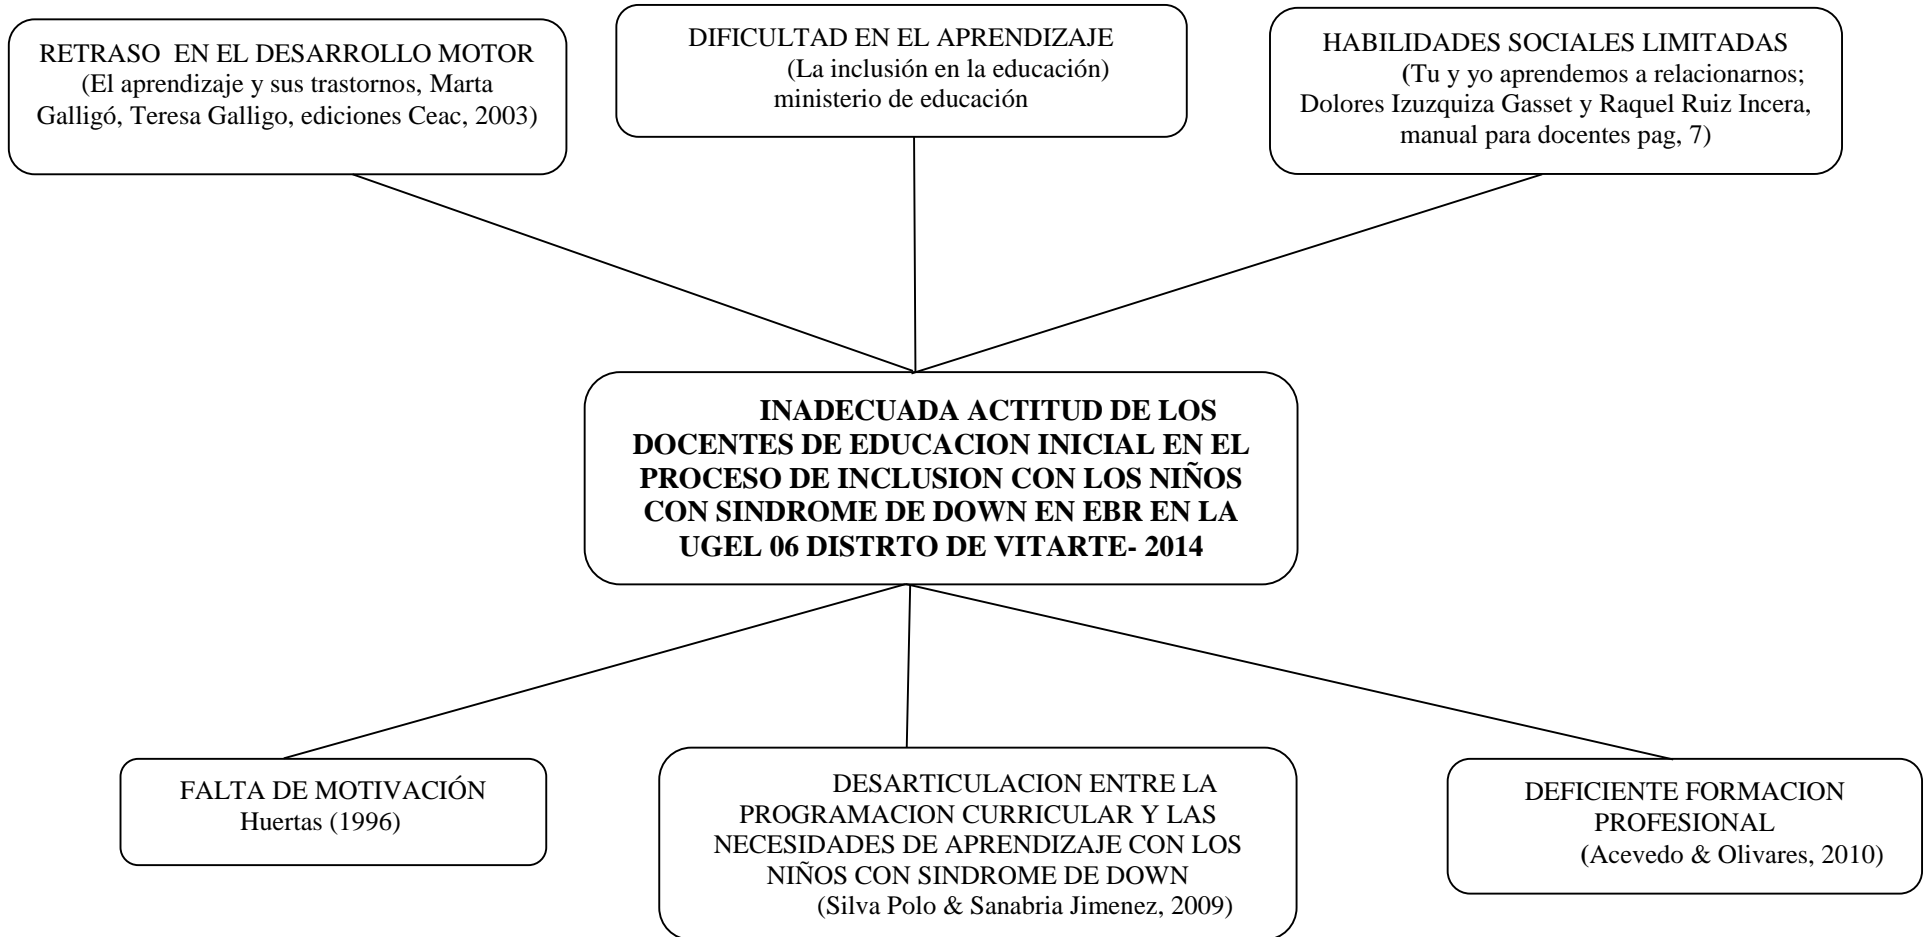 RETRASO EN EL DESARROLLO MOTOR
(El aprendizaje y sus trastornos, Marta
Galligó, Teresa Galligo, ediciones Ceac, 2003)
DIFICULTAD EN EL APRENDIZAJE
(La inclusión en la educación)
ministerio de educación
HABILIDADES SOCIALES LIMITADAS
(Tu y yo aprendemos a relacionarnos;
Dolores Izuzquiza Gasset y Raquel Ruiz Incera,
manual para docentes pag, 7)
INADECUADA ACTITUD DE LOS
DOCENTES DE EDUCACION INICIAL EN EL
PROCESO DE INCLUSION CON LOS NIÑOS
CON SINDROME DE DOWN EN EBR EN LA
UGEL 06 DISTRTO DE VITARTE- 2014
FALTA DE MOTIVACIÓN
Huertas (1996)
DESARTICULACION ENTRE LA
PROGRAMACION CURRICULAR Y LAS
NECESIDADES DE APRENDIZAJE CON LOS
NIÑOS CON SINDROME DE DOWN
(Silva Polo & Sanabria Jimenez, 2009)
DEFICIENTE FORMACION
PROFESIONAL
(Acevedo & Olivares, 2010)